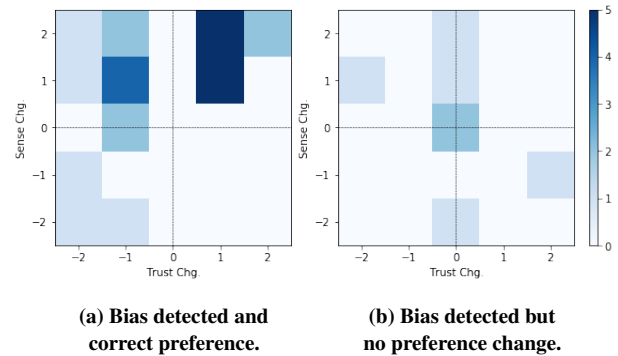 2
1
0
−1
−2
Sense Chg.
−2 −1 0 1 2
Trust Chg.
(a) Bias detected and
correct preference.
2
1
0
−1
−2
Sense Chg.
−2 −1 0 1 2
Trust Chg.
(b) Bias detected but
no preference change.
5
4
3
2
1
0